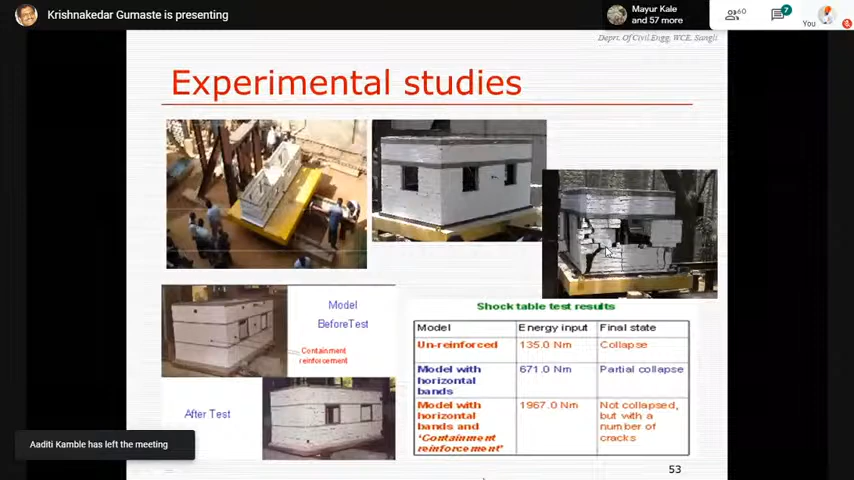 Krishnakedar Gumaste is presenting
Mayur Kale
and 57 more
60
7
You
Deprt. Of Civil.Engg. WCE, Sangli
Experimental studies
Model
BeforeTest
Containment
reinforcement
After Test
Shock table test results
Model Energy input Final state
Un-reinforced 135.0 Nm Collapse
Model with 671.0 Nm Partial collapse
horizontal
bands
Model with 1967.0 Nm Not collapsed,
horizontal but with a
bands and number of
'Containment cracks
reinforcement'
Aaditi Kamble has left the meeting
53